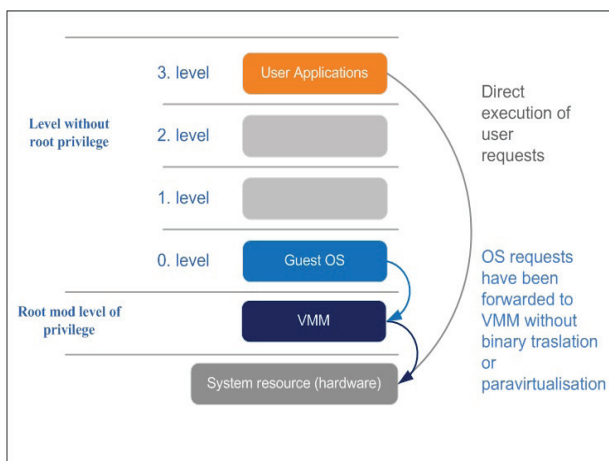 3. level
User Applications
Direct
execution of
user
requests
Level without
root privilege
2. level
1. level
0. level
Guest OS
OS requests
have been
forwarded to
VMM without
binary traslation
or
paravirtualisation
Root mod level of
privilege
VMM
System resource (hardware)